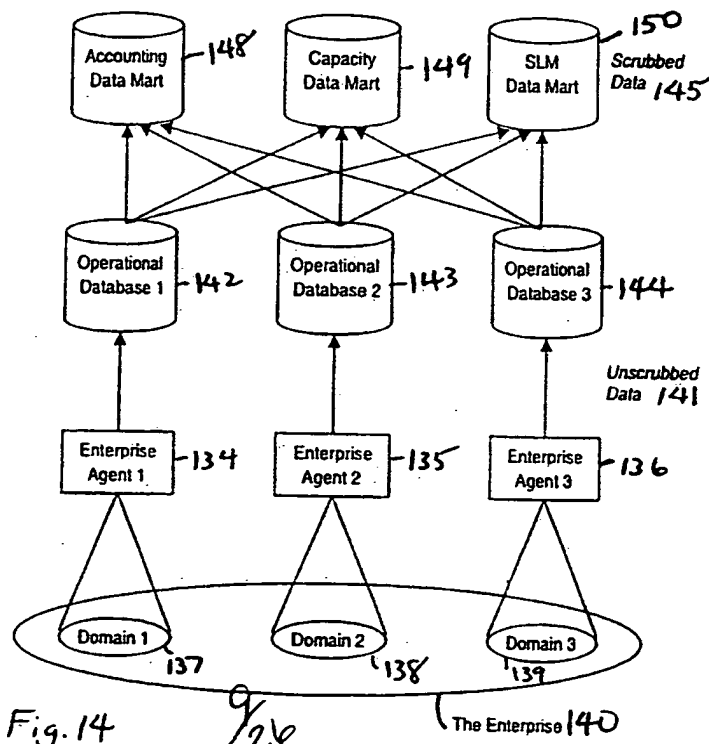 Accounting
Data Mart
148
Capacity
Data Mart
149
SLM
Data Mart
150
Scrubbed
Data 145
Operational
Database 1
142
Operational
Database 2
143
Operational
Database 3
144
Unscrubbed
Data 141
Enterprise
Agent 1
134
Enterprise
Agent 2
135
Enterprise
Agent 3
136
Domain 1
137
Domain 2
138
Domain 3
139
Fig. 14
9/26
The Enterprise 140